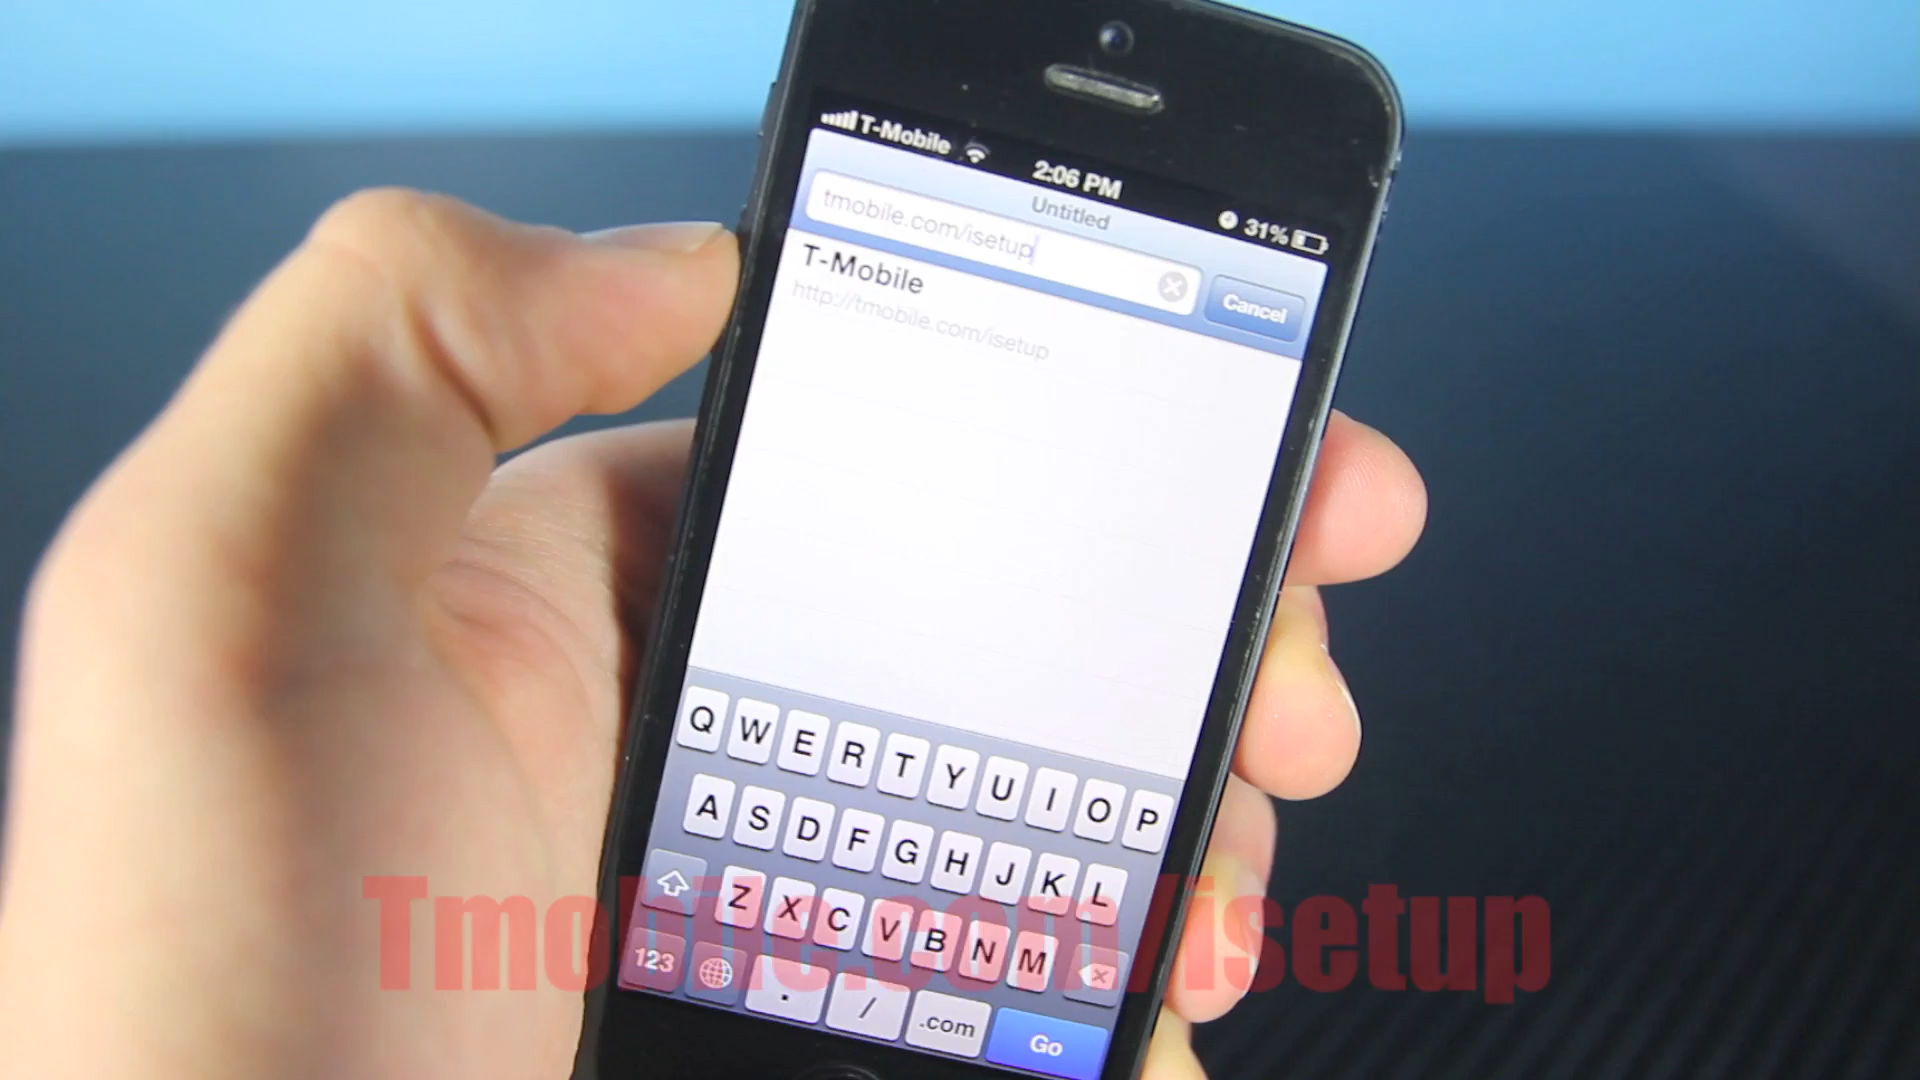 T-Mobile
2:06 PM
31%
Untitled
tmobile.com/isetup
Cancel
T-Mobile
http://tmobile.com/isetup
Q W E R T Y U I O P
A S D F G H J K L
Z X C V B N M
123 . / .com Go
Tmobile.com/isetup